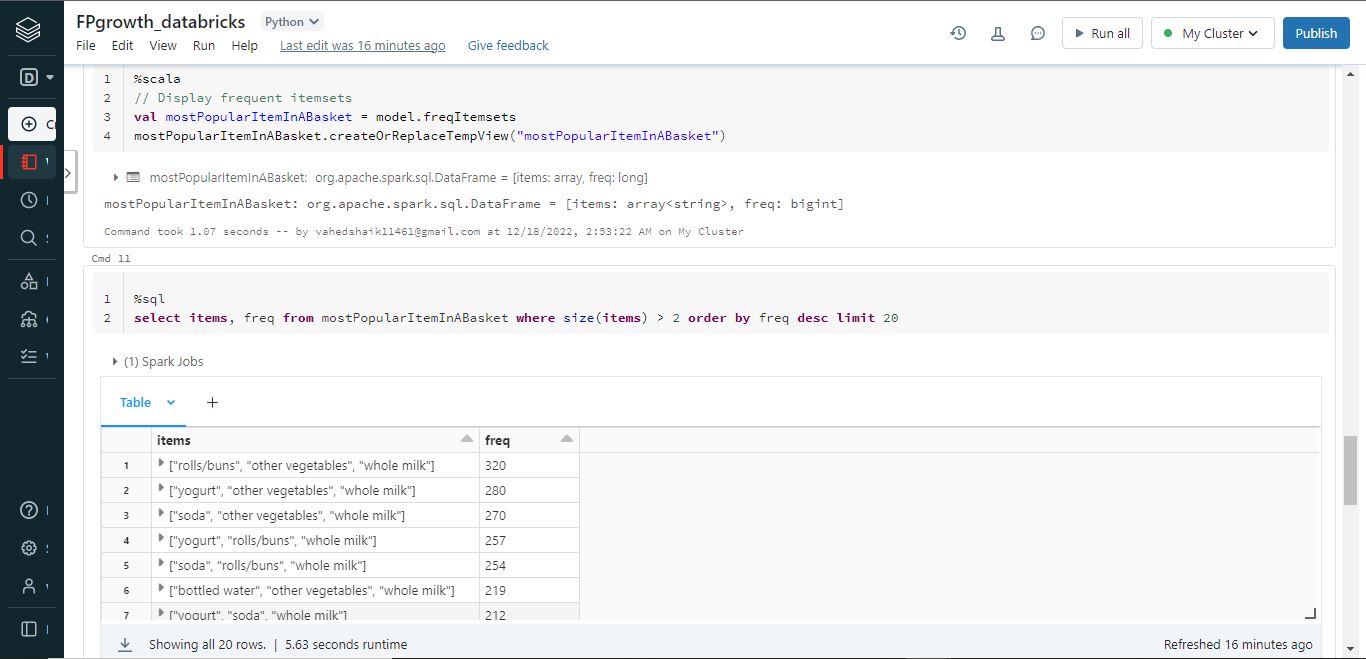 FPgrowth_databricks Python
File Edit View Run Help Last edit was 16 minutes ago Give feedback
Run all My Cluster Publish
D
1 %scala
2 // Display frequent itemsets
3 val mostPopularItemInABasket = model.freqItemsets
4 mostPopularItemInABasket.createOrReplaceTempView("mostPopularItemInABasket")
mostPopularItemInABasket: org.apache.spark.sql.DataFrame = [items: array, freq: long]
mostPopularItemInABasket: org.apache.spark.sql.DataFrame = [items: array<string>, freq: bigint]
Command took 1.07 seconds -- by vahedshaik11461@gmail.com at 12/18/2022, 2:53:22 AM on My Cluster
Cmd 11
1 %sql
2 select items, freq from mostPopularItemInABasket where size(items) > 2 order by freq desc limit 20
(1) Spark Jobs
Table +
items freq
1 ["rolls/buns", "other vegetables", "whole milk"] 320
2 ["yogurt", "other vegetables", "whole milk"] 280
3 ["soda", "other vegetables", "whole milk"] 270
4 ["yogurt", "rolls/buns", "whole milk"] 257
5 ["soda", "rolls/buns", "whole milk"] 254
6 ["bottled water", "other vegetables", "whole milk"] 219
7 ["yogurt", "soda", "whole milk"] 212
Showing all 20 rows. | 5.63 seconds runtime Refreshed 16 minutes ago